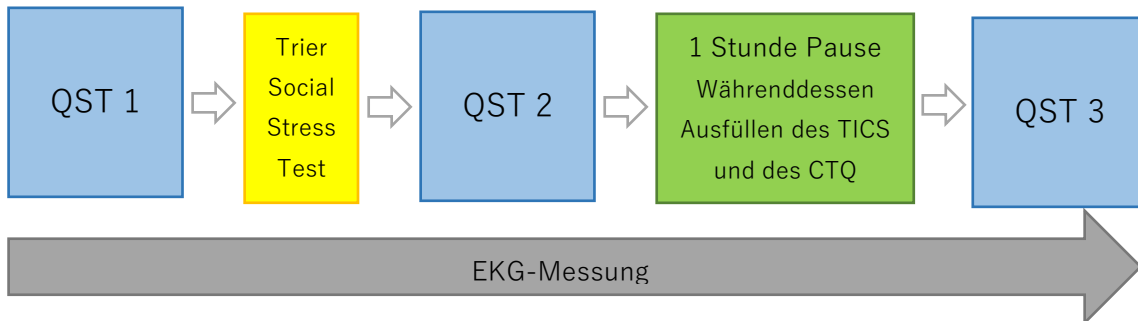 QST 1
Trier
Social
Stress
Test
QST 2
1 Stunde Pause
Währenddessen
Ausfüllen des TICS
und des CTQ
QST 3
EKG-Messung